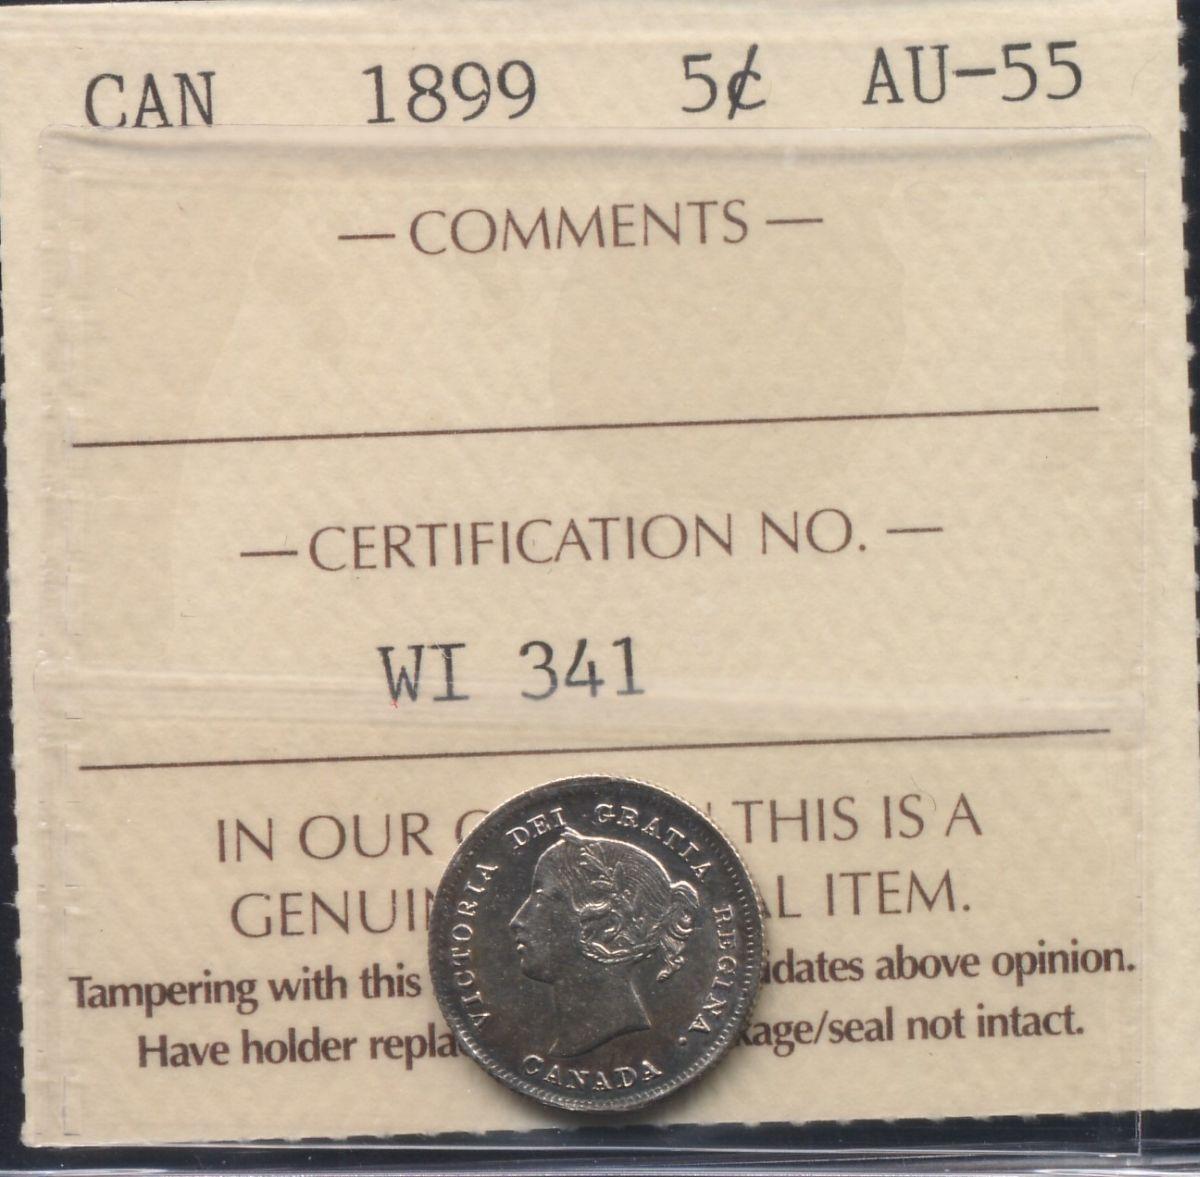 CAN 1899 5¢ AU-55
— COMMENTS —
— CERTIFICATION NO. —
WI 341
IN OUR THIS IS A
GENUIN AL ITEM.
Tampering with this idates above opinion.
Have holder repla kage/seal not intact.
VICTORIA DEI GRATIA REGINA.
CANADA